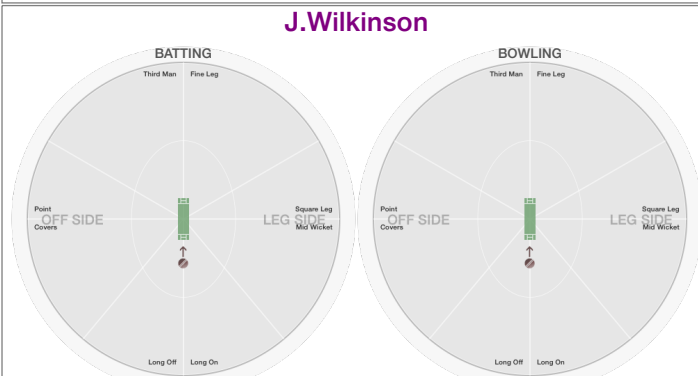 J.Wilkinson
BATTING
Third Man Fine Leg
Point
OFF SIDE
Covers
Square Leg
LEG SIDE
Mid Wicket
Long Off Long On
BOWLING
Third Man Fine Leg
Point
OFF SIDE
Covers
Square Leg
LEG SIDE
Mid Wicket
Long Off Long On